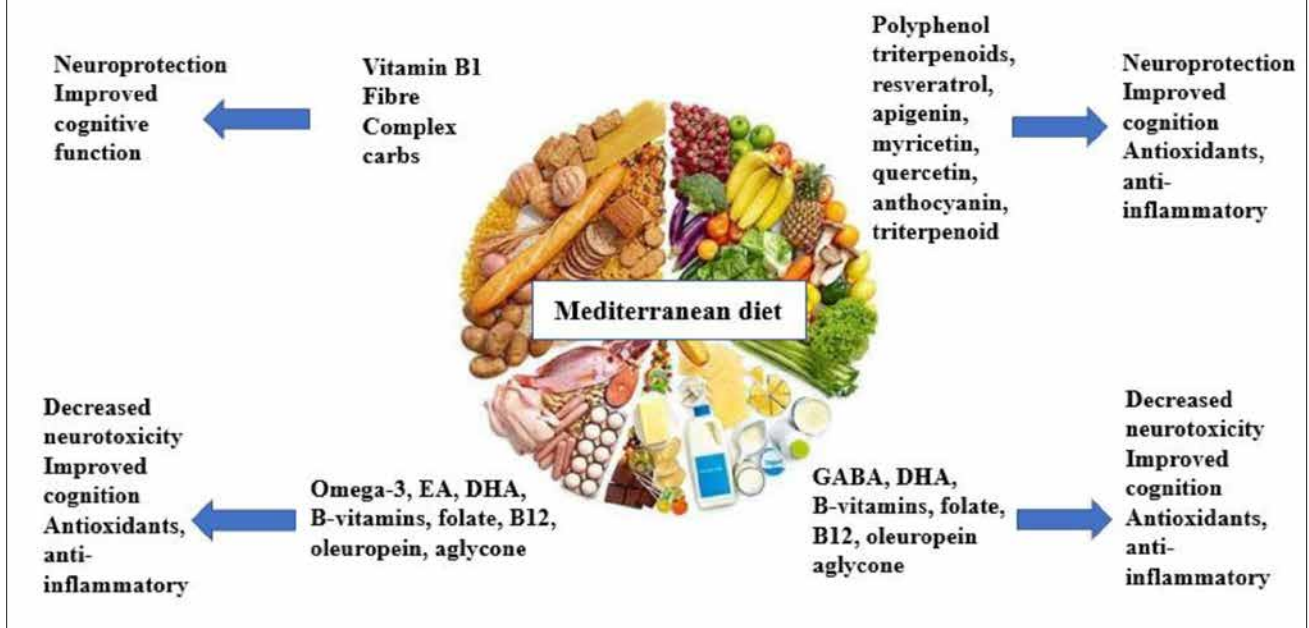 Neuroprotection
Improved
cognitive
function
Vitamin B1
Fibre
Complex
carbs
Polyphenol
triterpenoids,
resveratrol,
apigenin,
myricetin,
quercetin,
anthocyanin,
triterpenoid
Neuroprotection
Improved
cognition
Antioxidants,
anti-
inflammatory
Mediterranean diet
Decreased
neurotoxicity
Improved
cognition
Antioxidants,
anti-
inflammatory
Omega-3, EA, DHA,
B-vitamins, folate, B12,
oleuropein, aglycone
GABA, DHA,
B-vitamins, folate,
B12, oleuropein
aglycone
Decreased
neurotoxicity
Improved
cognition
Antioxidants,
anti-
inflammatory